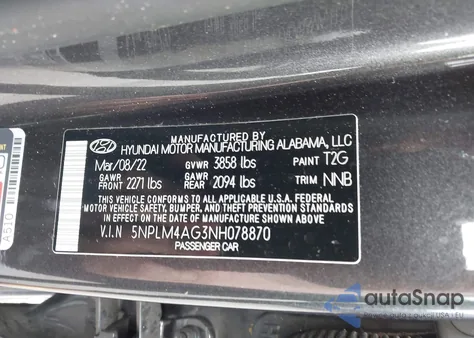 MANUFACTURED BY
HYUNDAI MOTOR MANUFACTURING ALABAMA, LLC
Mar/08/22 GVWR 3858 lbs PAINT T2G
GAWR FRONT 2271 lbs GAWR REAR 2094 lbs TRIM NNB
THIS VEHICLE CONFORMS TO ALL APPLICABLE U.S.A. FEDERAL
MOTOR VEHICLE SAFETY, BUMPER, AND THEFT PREVENTION
STANDARDS IN EFFECT ON THE DATE OF MANUFACTURE
SHOWN ABOVE.
V.I.N 5NPLM4AG3NH078870
PASSENGER CAR
A510
autoSnap